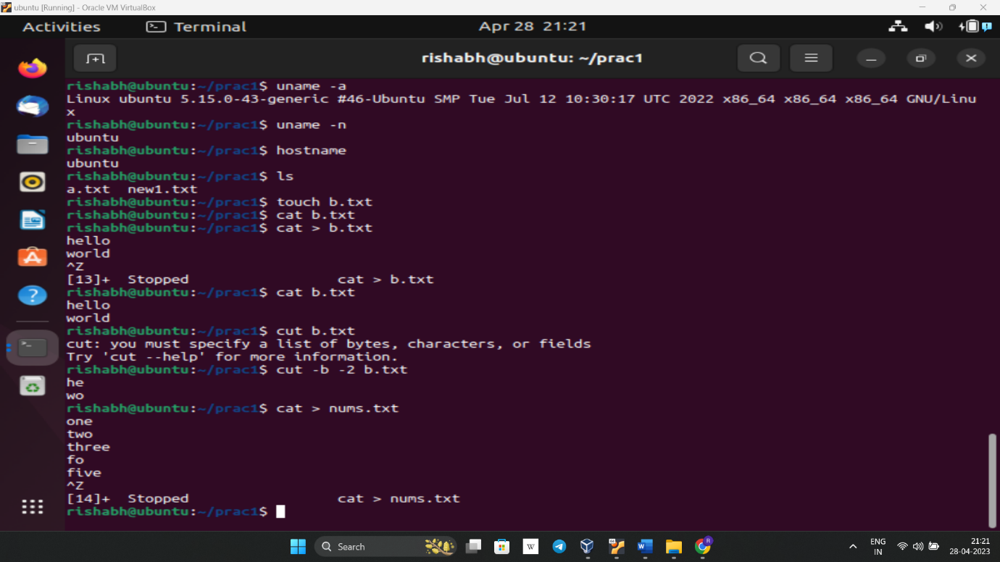 ubuntu [Running] - Oracle VM VirtualBox
Activities
Terminal
Apr 28 21:21
rishabh@ubuntu: ~/prac1
rishabh@ubuntu:~/prac1$ uname -a
Linux ubuntu 5.15.0-43-generic #46-Ubuntu SMP Tue Jul 12 10:30:17 UTC 2022 x86_64 x86_64 x86_64 GNU/Linu
x
rishabh@ubuntu:~/prac1$ uname -n
ubuntu
rishabh@ubuntu:~/prac1$ hostname
ubuntu
rishabh@ubuntu:~/prac1$ ls
a.txt  new1.txt
rishabh@ubuntu:~/prac1$ touch b.txt
rishabh@ubuntu:~/prac1$ cat b.txt
rishabh@ubuntu:~/prac1$ cat > b.txt
hello
world
^Z
[13]+  Stopped                 cat > b.txt
rishabh@ubuntu:~/prac1$ cat b.txt
hello
world
rishabh@ubuntu:~/prac1$ cut b.txt
cut: you must specify a list of bytes, characters, or fields
Try 'cut --help' for more information.
rishabh@ubuntu:~/prac1$ cut -b -2 b.txt
he
wo
rishabh@ubuntu:~/prac1$ cat > nums.txt
one
two
three
fo
five
^Z
[14]+  Stopped                 cat > nums.txt
rishabh@ubuntu:~/prac1$
Search
W
ENG
IN
21:21
28-04-2023